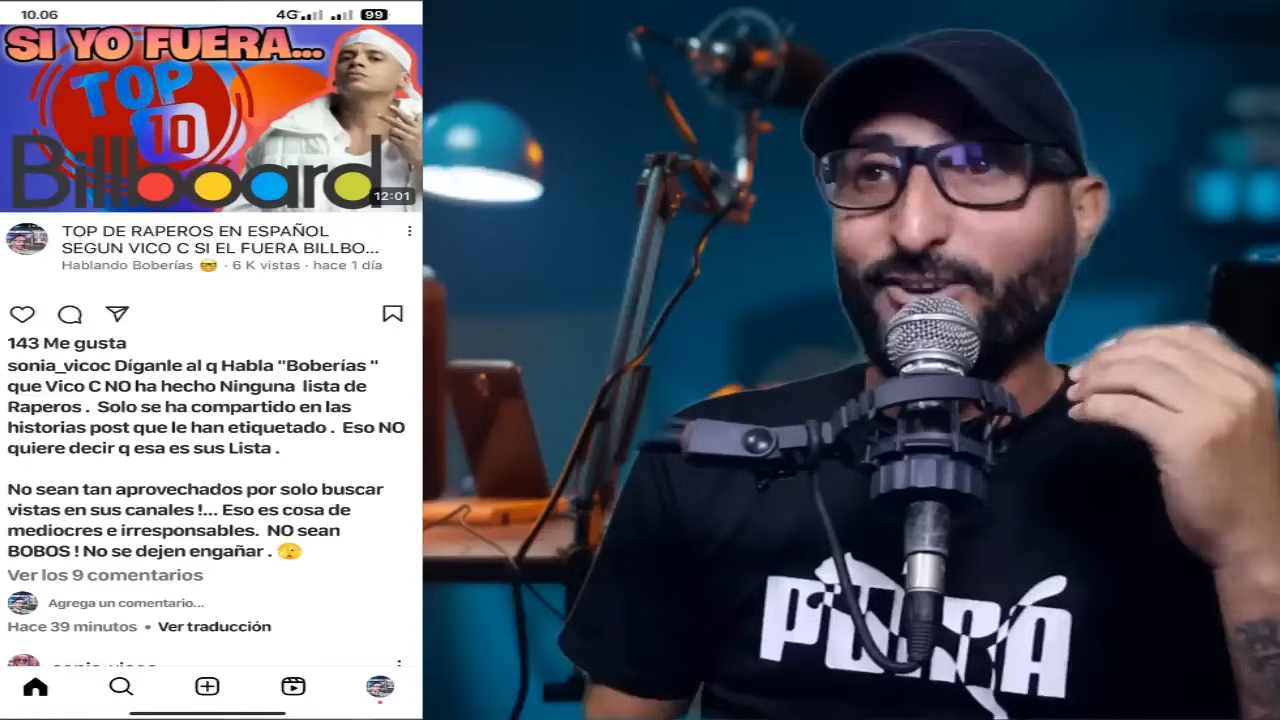 10.06
4G
99
SI YO FUERA...
TOP
10
Billboard
12:01
TOP DE RAPEROS EN ESPAÑOL
SEGUN VICO C SI EL FUERA BILLBO...
Hablando Boberías 🤓 · 6 K vistas · hace 1 día
143 Me gusta
sonia_vicoc Díganle al q Habla "Boberías "
que Vico C NO ha hecho Ninguna lista de
Raperos . Solo se ha compartido en las
historias post que le han etiquetado . Eso NO
quiere decir q esa es sus Lista .
No sean tan aprovechados por solo buscar
vistas en sus canales !... Eso es cosa de
mediocres e irresponsables. NO sean
BOBOS ! No se dejen engañar . 🫣
Ver los 9 comentarios
Agrega un comentario...
Hace 39 minutos • Ver traducción